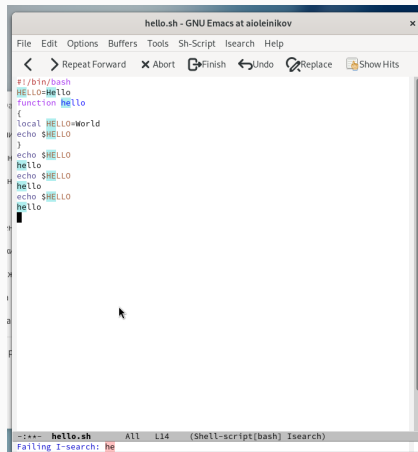 hello.sh - GNU Emacs at aioleinikov
File Edit Options Buffers Tools Sh-Script Isearch Help
Repeat Forward Abort Finish Undo Replace Show Hits
#!/bin/bash
HELLO=Hello
function hello
{
local HELLO=World
echo $HELLO
}
echo $HELLO
hello
echo $HELLO
hello
echo $HELLO
hello
-:**- hello.sh All L14 (Shell-script[bash] Isearch)
Failing I-search: he